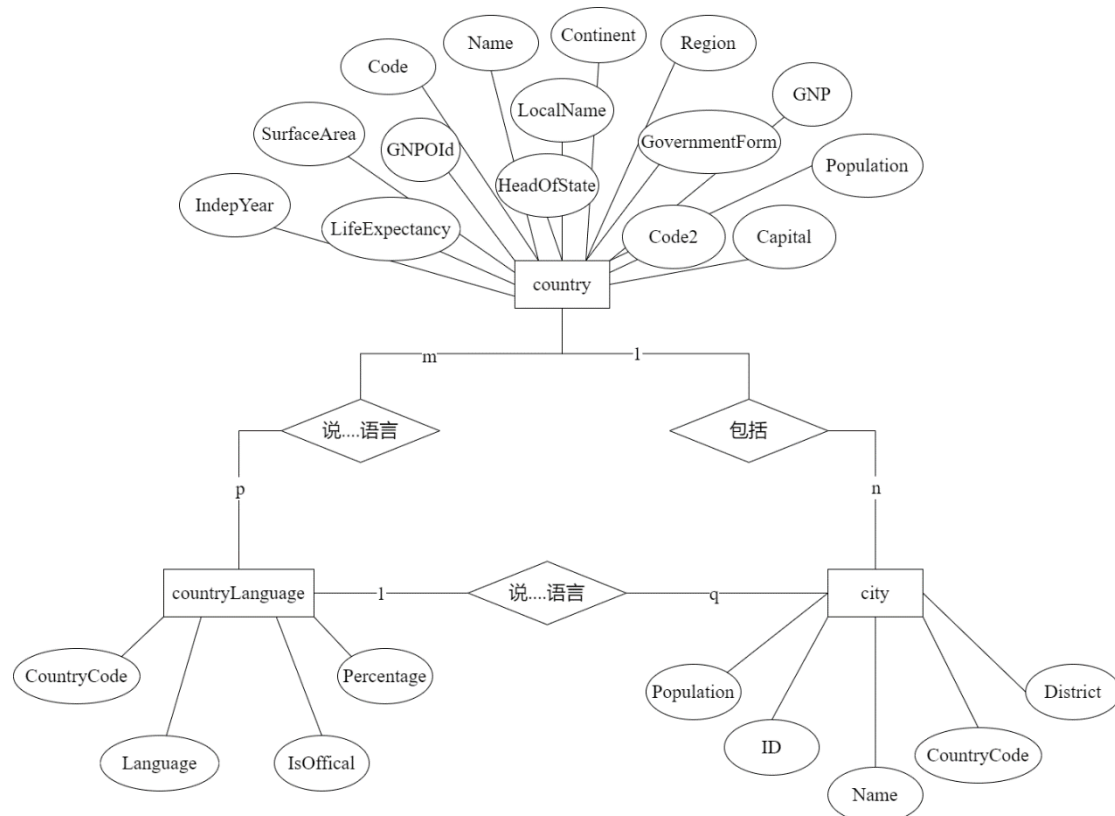 Continent
Name
Region
Code
GNP
LocalName
SurfaceArea
GNPOId
GovernmentForm
Population
HeadOfState
IndepYear
LifeExpectancy
Code2
Capital
country
m
1
说....语言
包括
p
n
countryLanguage
1
说....语言
q
city
CountryCode
Percentage
Population
District
Language
IsOffical
ID
CountryCode
Name